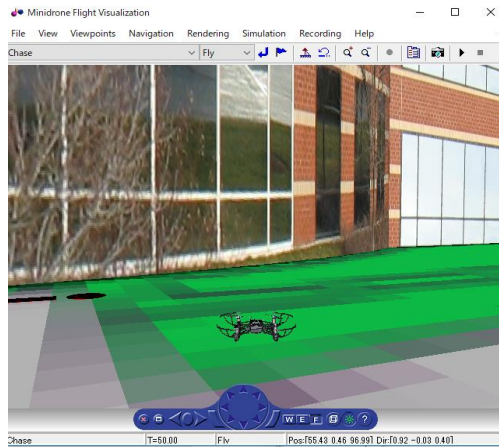 Minidrone Flight Visualization
File View Viewpoints Navigation Rendering Simulation Recording Help
Chase Fly
W E F ?
Chase T=50.00 Fly Pos:[55.43 0.46 96.99] Dir:[0.92 -0.03 0.40]